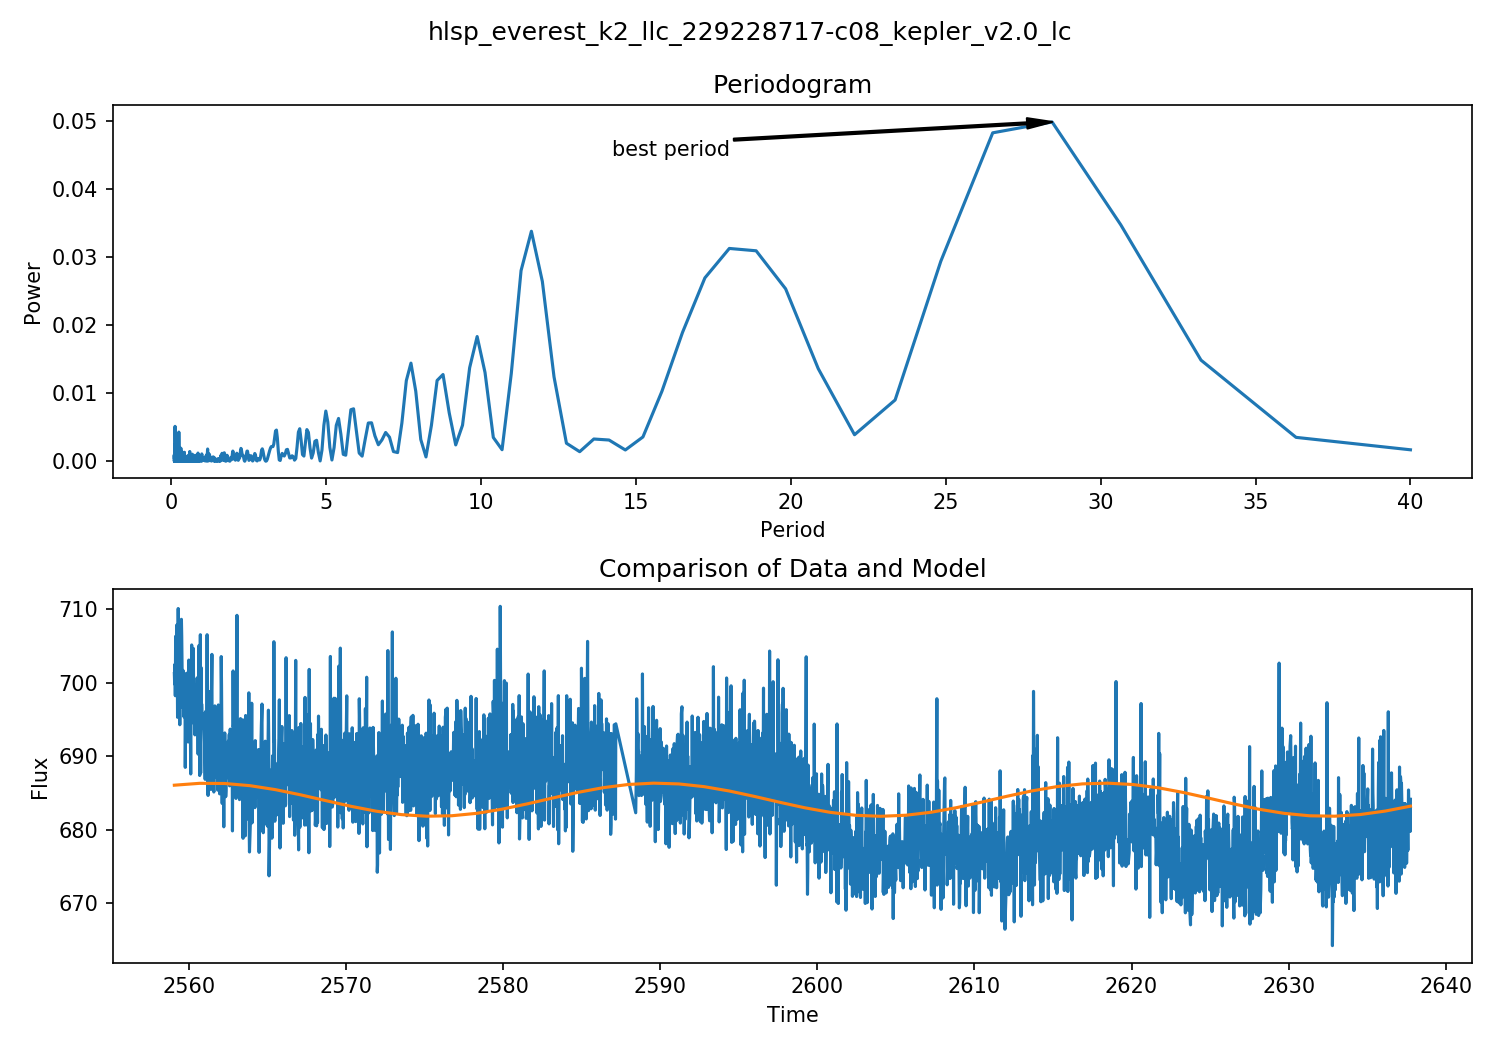 hlsp_everest_k2_llc_229228717-c08_kepler_v2.0_lc
Periodogram
0.05
0.04
0.03
0.02
0.01
0.00
Power
best period
0 5 10 15 20 25 30 35 40
Period
Comparison of Data and Model
710
700
690
680
670
Flux
2560 2570 2580 2590 2600 2610 2620 2630 2640
Time